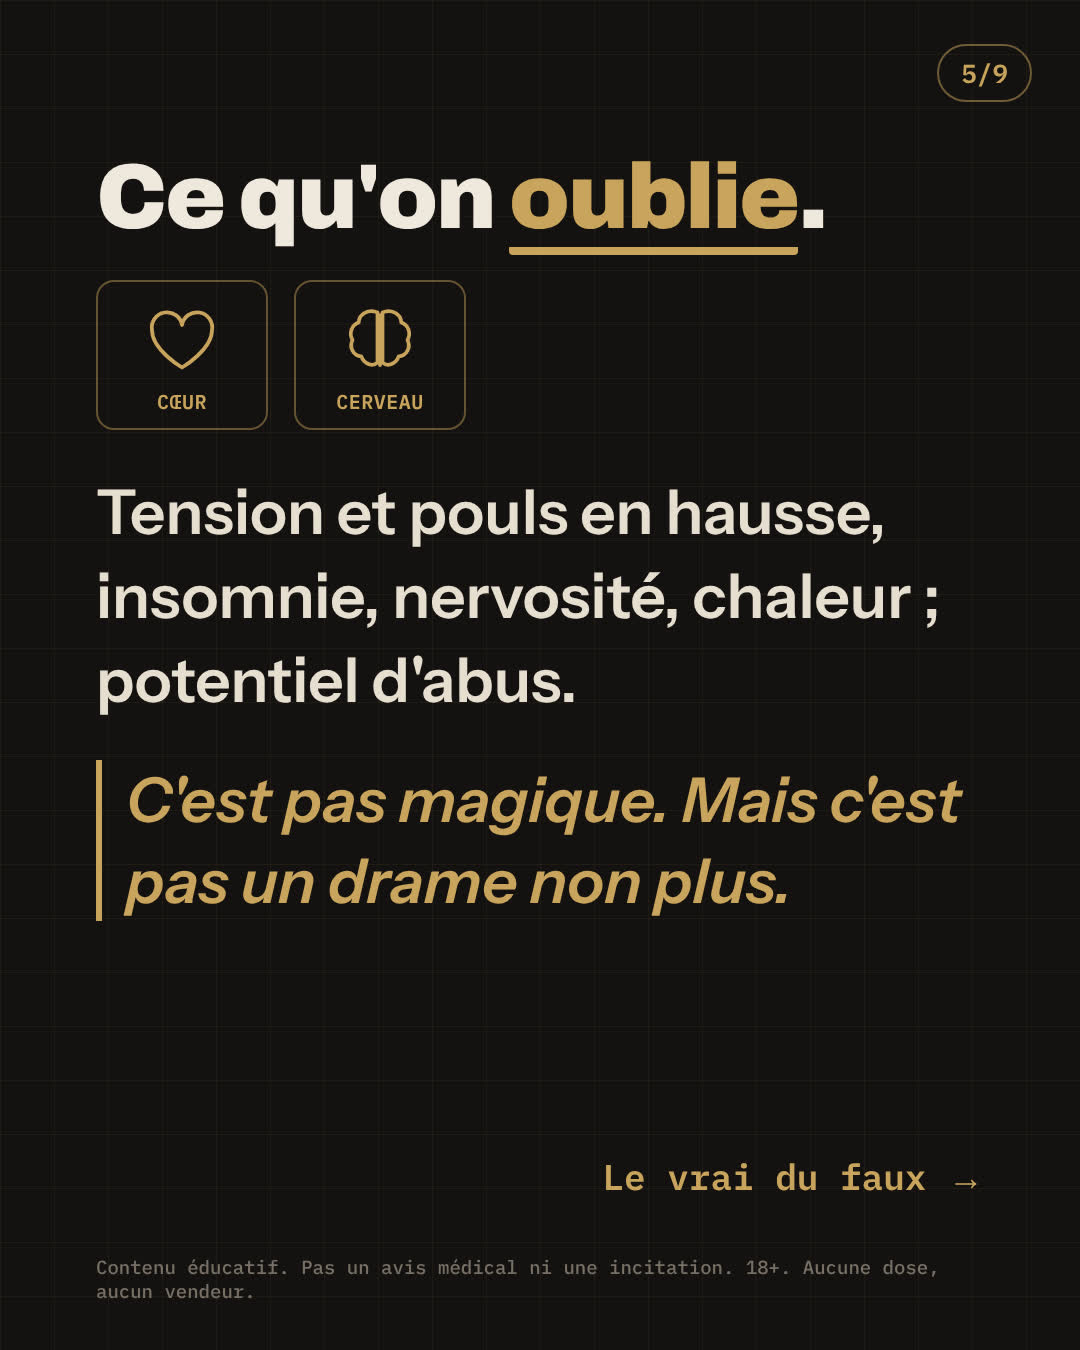 5/9
Ce qu'on oublie.
CŒUR
CERVEAU
Tension et pouls en hausse,
insomnie, nervosité, chaleur ;
potentiel d'abus.
C'est pas magique. Mais c'est
pas un drame non plus.
Le vrai du faux →
Contenu éducatif. Pas un avis médical ni une incitation. 18+. Aucune dose,
aucun vendeur.